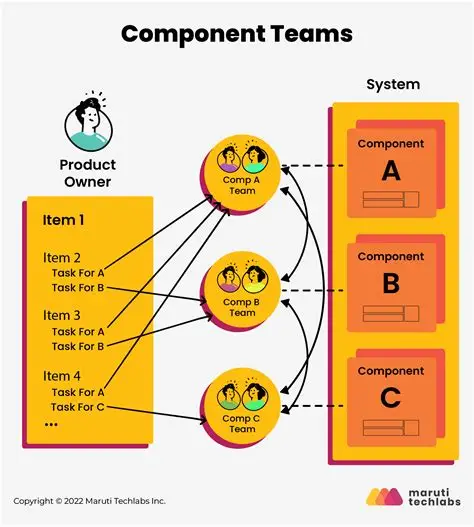 Component Teams
System
Product
Owner
Item 1
Item 2
Task For A
Task For B
Item 3
Task For A
Task For B
Item 4
Task For A
Task For C
...
Comp A
Team
Comp B
Team
Comp C
Team
Component
A
Component
B
Component
C
Copyright © 2022 Maruti Techlabs Inc.
maruti
techlabs